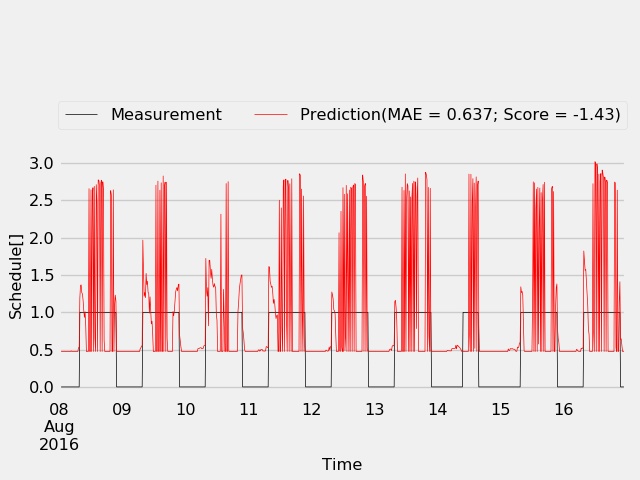 Measurement
Prediction(MAE = 0.637; Score = -1.43)
3.0
2.5
2.0
1.5
1.0
0.5
0.0
Schedule[]
08 09 10 11 12 13 14 15 16
Aug
2016
Time